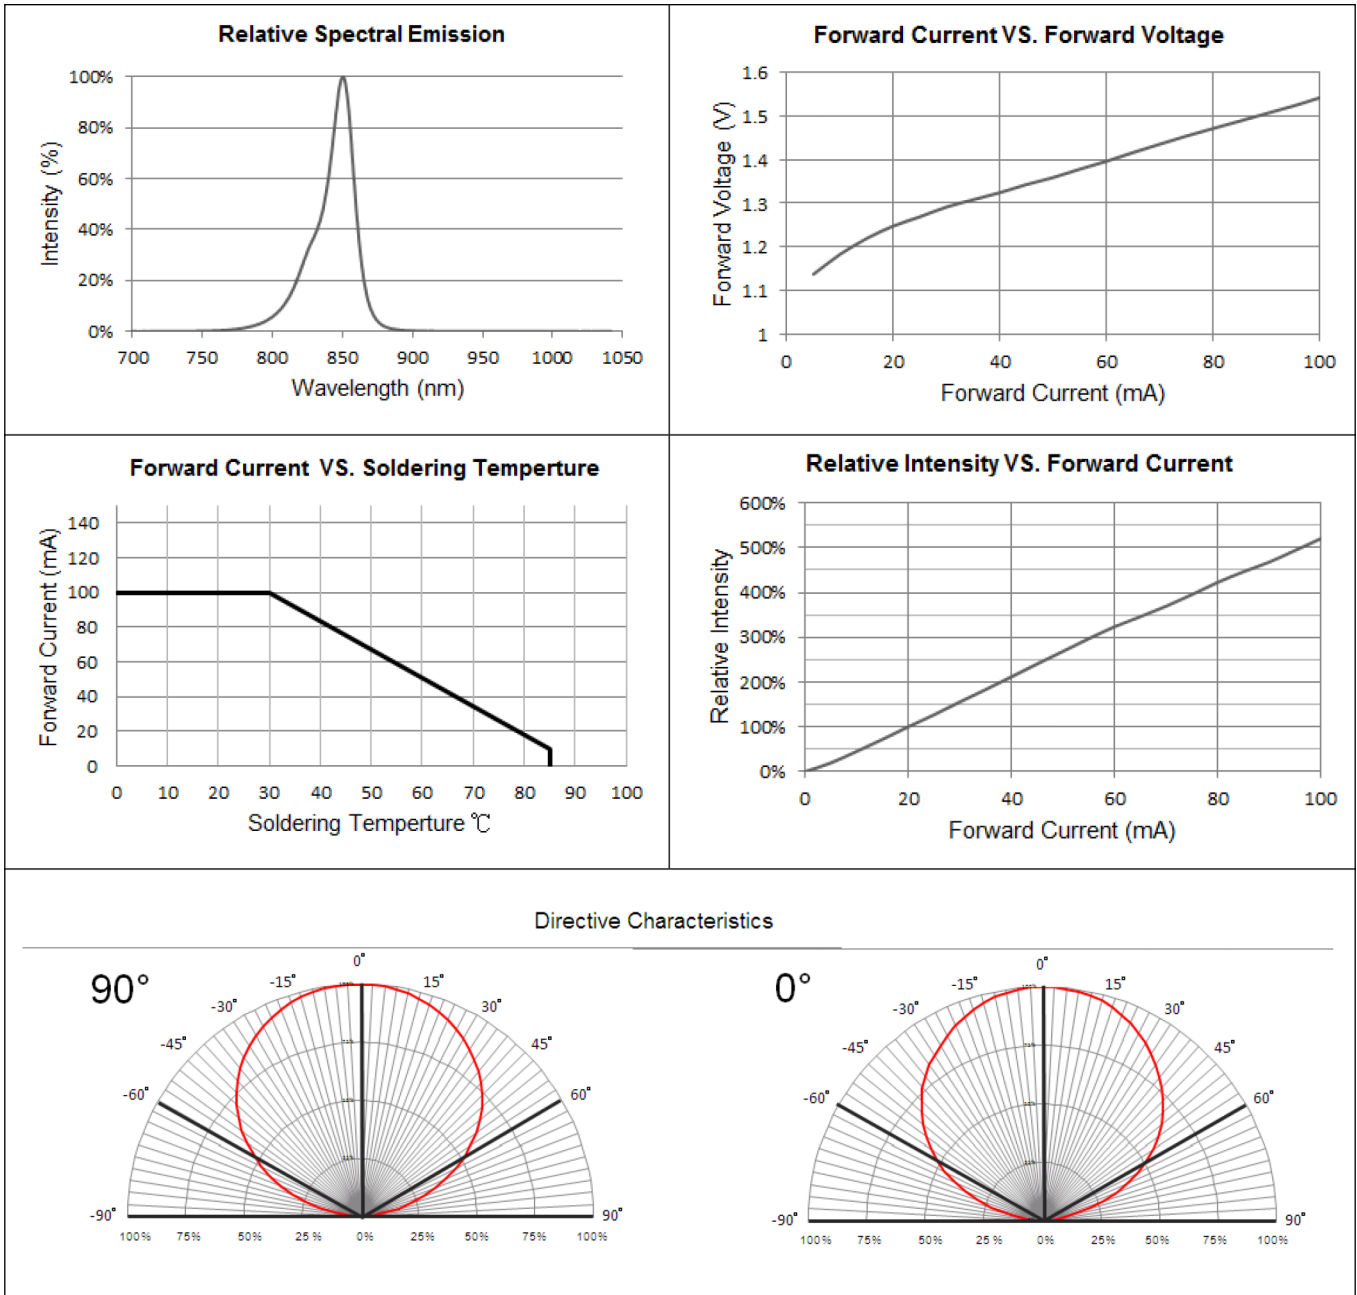 Relative Spectral Emission
100%
80%
60%
40%
20%
0%
Intensity (%)
700 750 800 850 900 950 1000 1050
Wavelength (nm)
Forward Current VS. Forward Voltage
1.6
1.5
1.4
1.3
1.2
1.1
1
Forward Voltage (V)
0 20 40 60 80 100
Forward Current (mA)
Forward Current VS. Soldering Temperture
140
120
100
80
60
40
20
0
Forward Current (mA)
0 10 20 30 40 50 60 70 80 90 100
Soldering Temperture ℃
Relative Intensity VS. Forward Current
600%
500%
400%
300%
200%
100%
0%
Relative Intensity
0 20 40 60 80 100
Forward Current (mA)
Directive Characteristics
90°
0°
-15° 15°
-30° 30°
-45° 45°
-60° 60°
-90° 90°
100% 75% 50% 25 % 0% 25% 50% 75% 100%
0°
0°
-15° 15°
-30° 30°
-45° 45°
-60° 60°
-90° 90°
100% 75% 50% 25% 0% 25% 50% 75% 100%